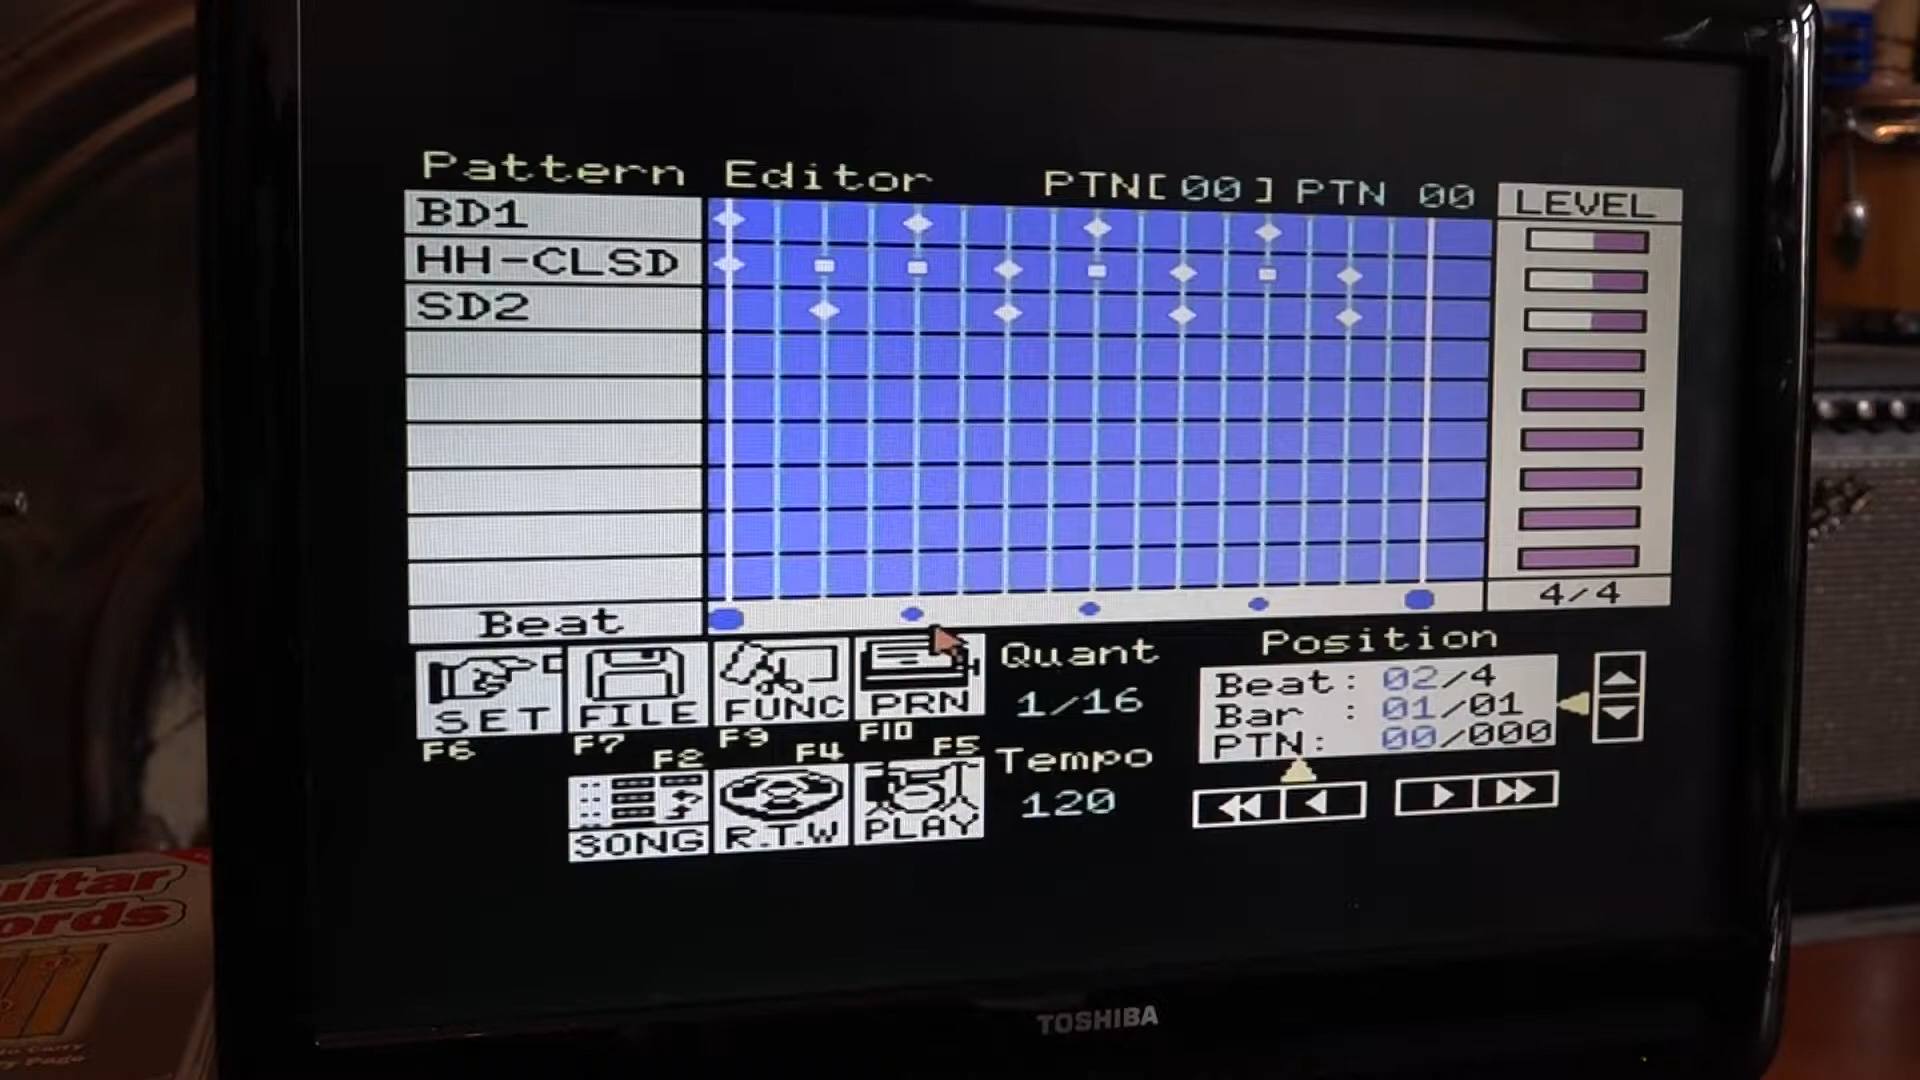 Pattern Editor PTN[00] PTN 00
LEVEL
BD1
HH-CLSD
SD2
4/4
Beat
SET
FILE
FUNC
PRN
F6
F7
F9
F10
Quant
1/16
Position
Beat: 02/4
Bar : 01/01
PTN: 00/000
F2
F4
F5
SONG
R.T.W
PLAY
Tempo
120
TOSHIBA
uitar
ords